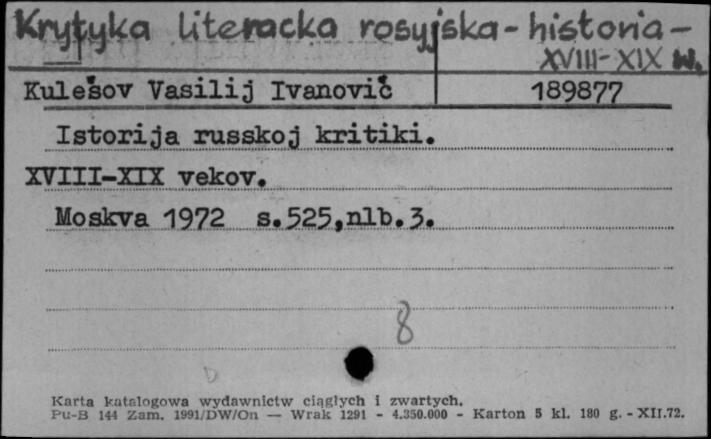 Krytyka literacka rosyjska - historia -
XVIII-XIX w.
Kulešov Vasilij Ivanovič 189877
Istorija russkoj kritiki.
XVIII-XIX vekov.
Moskva 1972 s.525,nlb.3.
8
Karta katalogowa wydawnictw ciągłych i zwartych.
Pu-B 144 Zam. 1991/DW/On — Wrak 1291 - 4.350.000 - Karton 5 kl. 180 g. - XII.72.